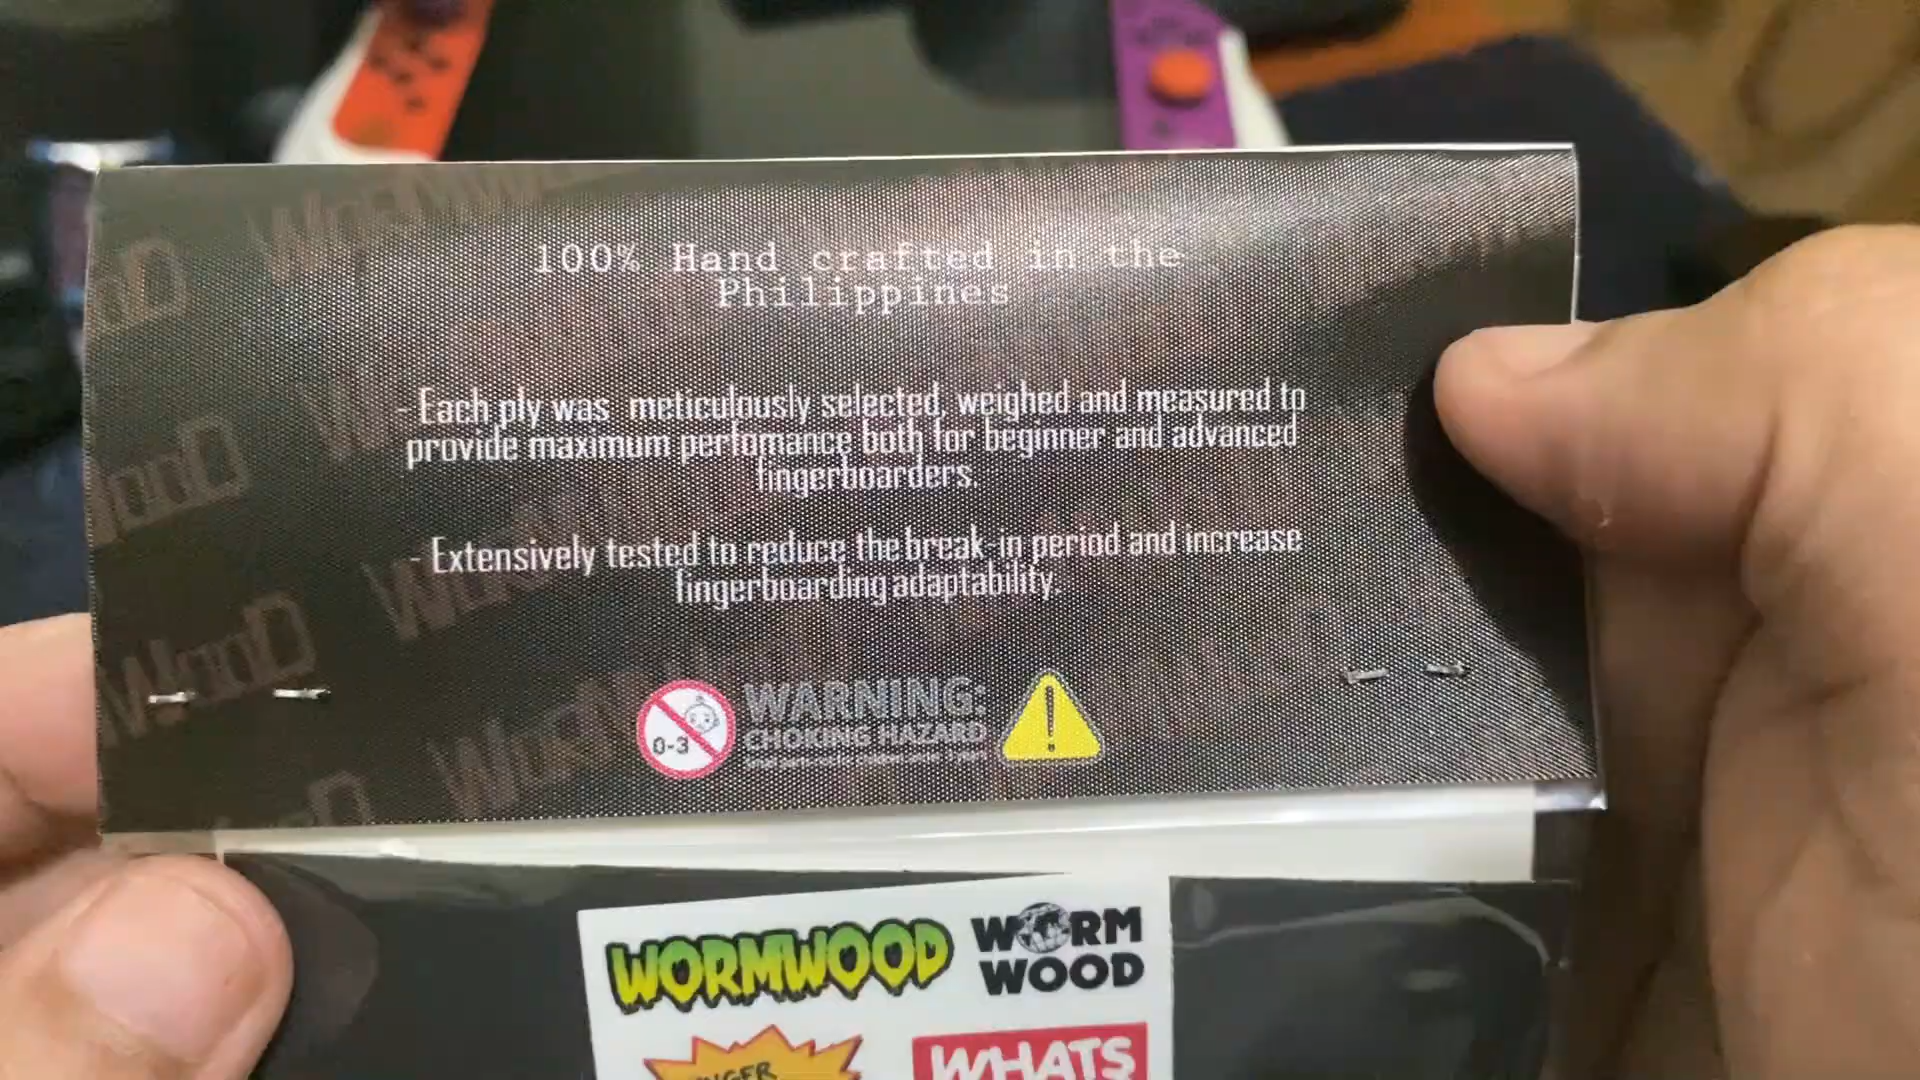 100% Hand crafted in the
Philippines
- Each ply was meticulously selected, weighed and measured to
provide maximum perfomance both for beginner and advanced
fingerboarders.
- Extensively tested to reduce the break-in period and increase
fingerboarding adaptability.
0-3
WARNING:
CHOKING HAZARD
WORMWOOD
WORM
WOOD
WHATS